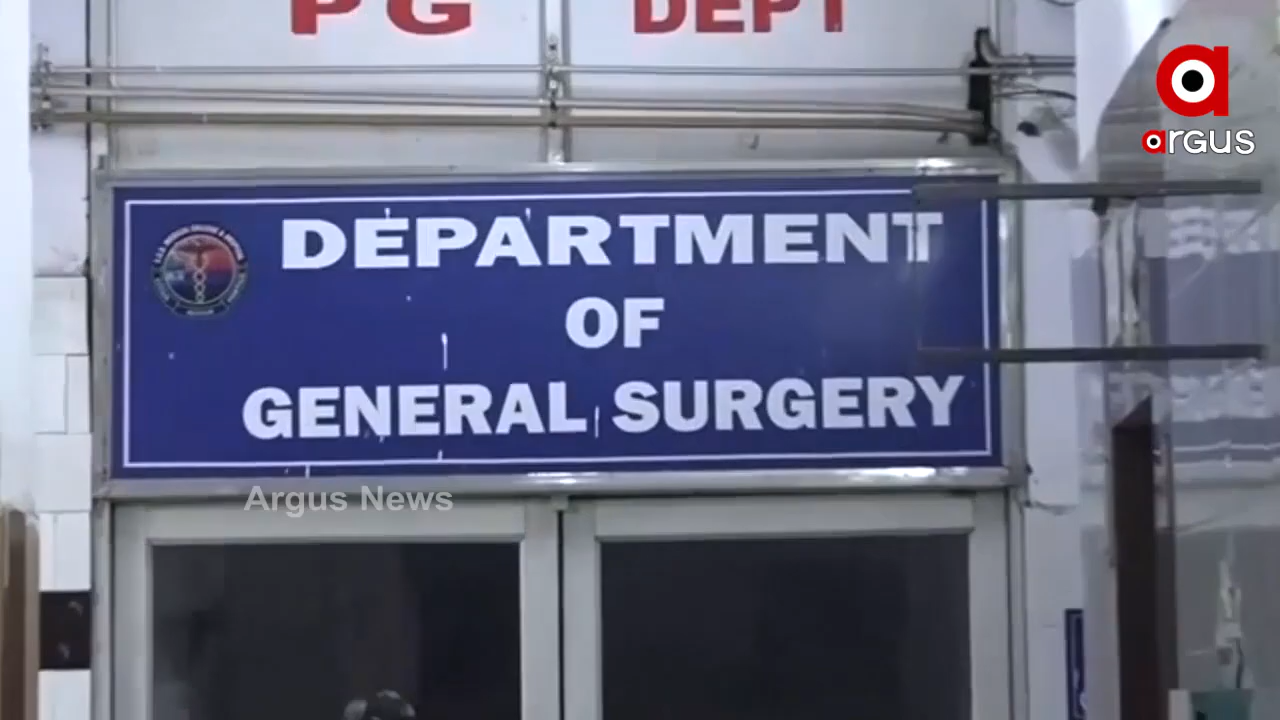 PG DEPT
argus
DEPARTMENT
OF
GENERAL SURGERY
Argus News